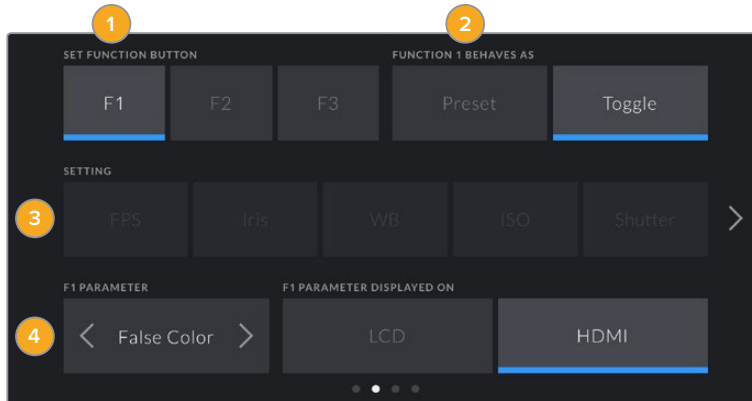 1
2
SET FUNCTION BUTTON
FUNCTION 1 BEHAVES AS
F1
F2
F3
Preset
Toggle
SETTING
3
FPS
Iris
WB
ISO
Shutter
F1 PARAMETER
F1 PARAMETER DISPLAYED ON
4
False Color
LCD
HDMI